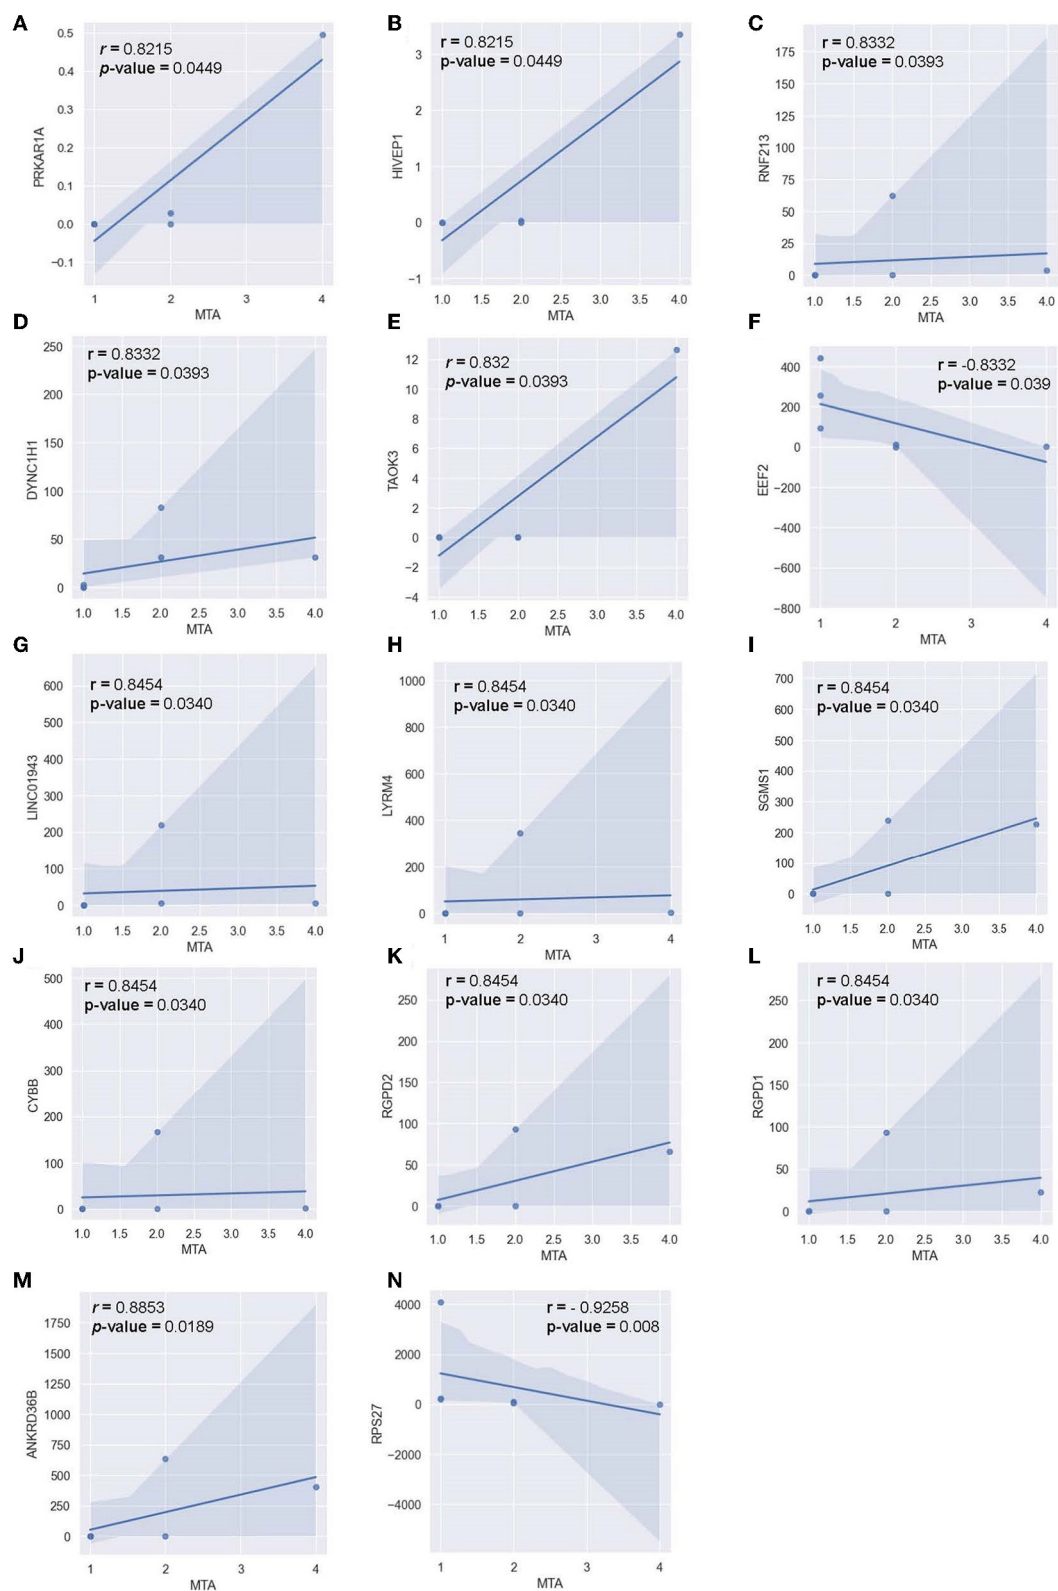 A
r = 0.8215
p-value = 0.0449
0.5
0.4
0.3
0.2
0.1
0.0
−0.1
PRKAR1A
1
2
3
4
MTA
B
r = 0.8215
p-value = 0.0449
3
2
1
0
−1
HIVEP1
1.0
1.5
2.0
2.5
3.0
3.5
4.0
MTA
C
r = 0.8332
p-value = 0.0393
175
150
125
100
75
50
25
0
RNF213
1.0
1.5
2.0
2.5
3.0
3.5
4.0
MTA
D
r = 0.8332
p-value = 0.0393
250
200
150
100
50
0
DYNC1H1
1.0
1.5
2.0
2.5
3.0
3.5
4.0
MTA
E
r = 0.832
p-value = 0.0393
12
10
8
6
4
2
0
−2
−4
TAOK3
1.0
1.5
2.0
2.5
3.0
3.5
4.0
MTA
F
r = -0.8332
p-value = 0.039
400
200
0
−200
−400
−600
−800
EEF2
1
2
3
4
MTA
G
r = 0.8454
p-value = 0.0340
600
500
400
300
200
100
0
LINC01943
1.0
1.5
2.0
2.5
3.0
3.5
4.0
MTA
H
r = 0.8454
p-value = 0.0340
1000
800
600
400
200
0
LYRM4
1
2
3
4
MTA
I
r = 0.8454
p-value = 0.0340
700
600
500
400
300
200
100
0
SGMS1
1.0
1.5
2.0
2.5
3.0
3.5
4.0
MTA
J
r = 0.8454
p-value = 0.0340
500
400
300
200
100
0
CYBB
1.0
1.5
2.0
2.5
3.0
3.5
4.0
MTA
K
r = 0.8454
p-value = 0.0340
250
200
150
100
50
0
RGPD2
1.0
1.5
2.0
2.5
3.0
3.5
4.0
MTA
L
r = 0.8454
p-value = 0.0340
250
200
150
100
50
0
RGPD1
1.0
1.5
2.0
2.5
3.0
3.5
4.0
MTA
M
r = 0.8853
p-value = 0.0189
1750
1500
1250
1000
750
500
250
0
ANKRD36B
1
2
3
4
MTA
N
r = - 0.9258
p-value = 0.008
4000
2000
0
−2000
−4000
RPS27
1
2
3
4
MTA